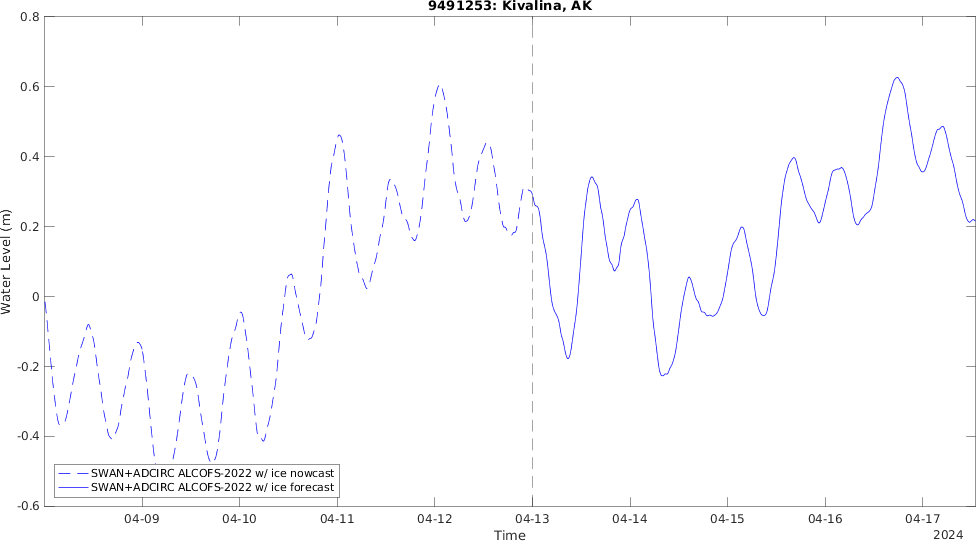 9491253: Kivalina, AK
0.8
0.6
0.4
0.2
0
-0.2
-0.4
-0.6
Water Level (m)
SWAN+ADCIRC ALCOFS-2022 w/ ice nowcast
SWAN+ADCIRC ALCOFS-2022 w/ ice forecast
04-09 04-10 04-11 04-12 04-13 04-14 04-15 04-16 04-17
Time
2024